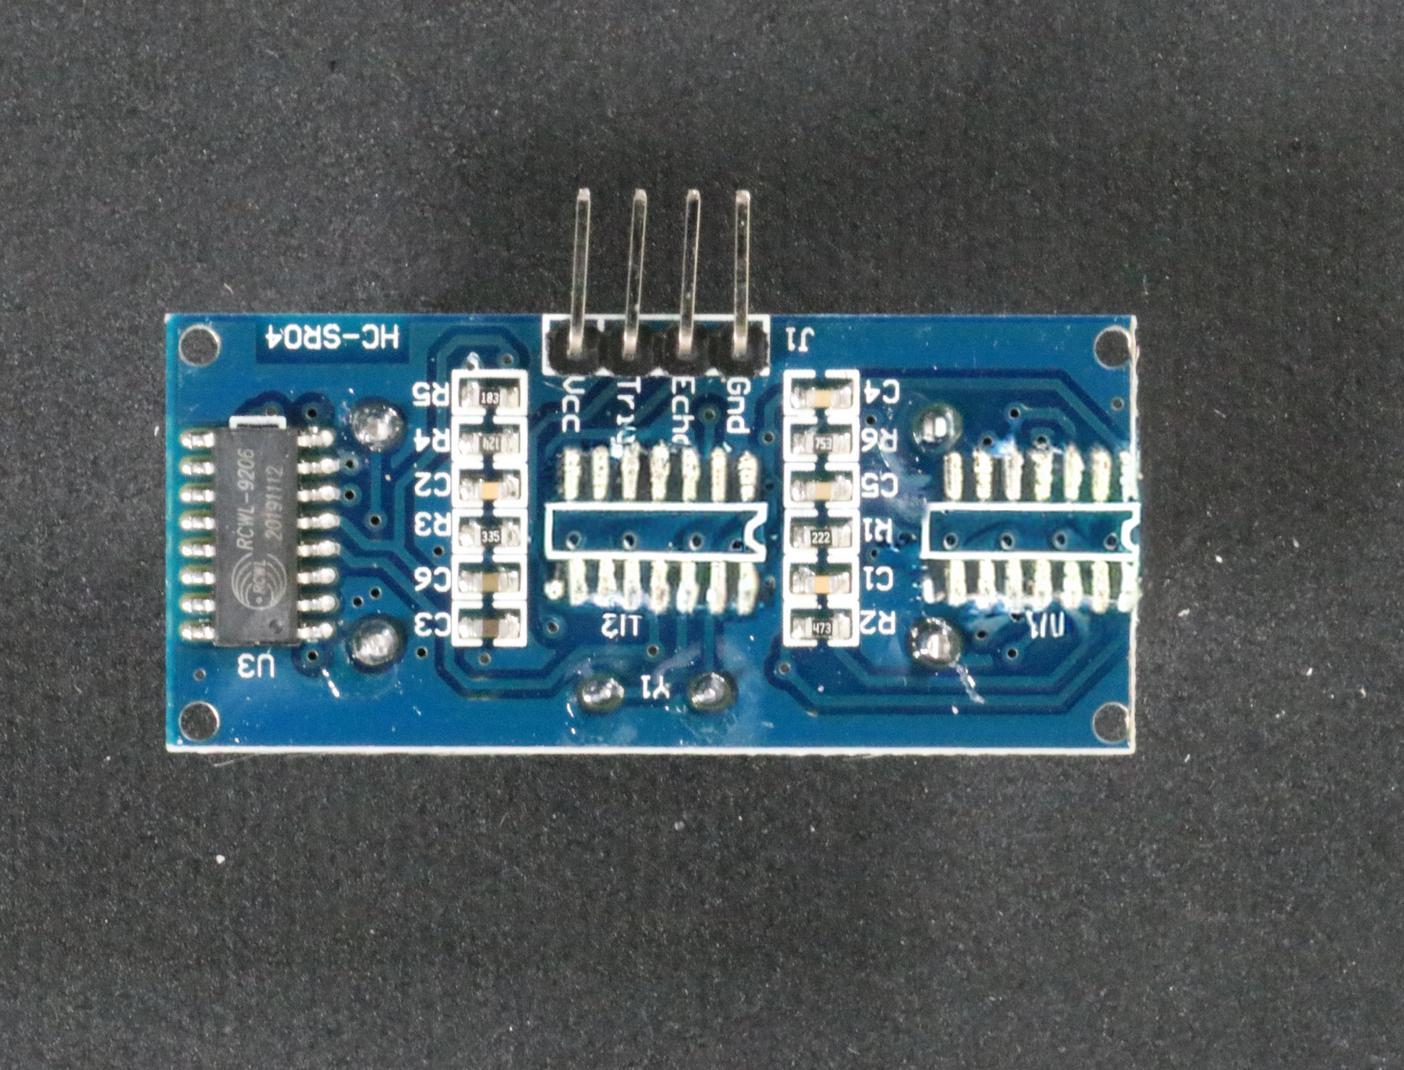 HC-SR04
J1
Vcc
Trig
Echo
Gnd
R5
103
R4
C2
R3
335
C6
C3
C4
R6
753
C5
R1
222
C1
R2
473
RCWL-9206
20191112
RCWL
U3
U2
Y1
U1